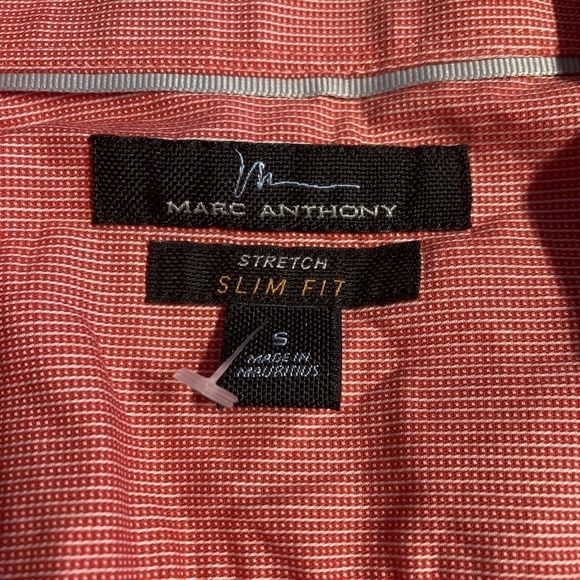 MARC ANTHONY
STRETCH
SLIM FIT
S
MADE IN
MAURITIUS